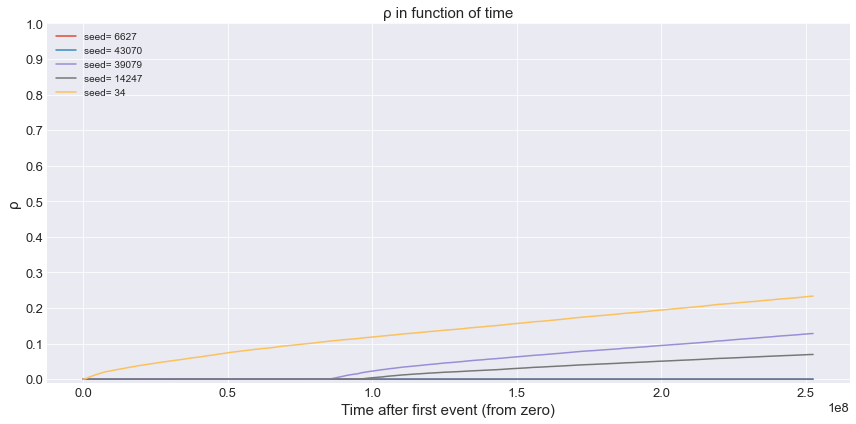 ρ in function of time
seed= 6627
seed= 43070
seed= 39079
seed= 14247
seed= 34
1.0
0.9
0.8
0.7
0.6
0.5
0.4
0.3
0.2
0.1
0.0
ρ
0.0 0.5 1.0 1.5 2.0 2.5
1e8
Time after first event (from zero)